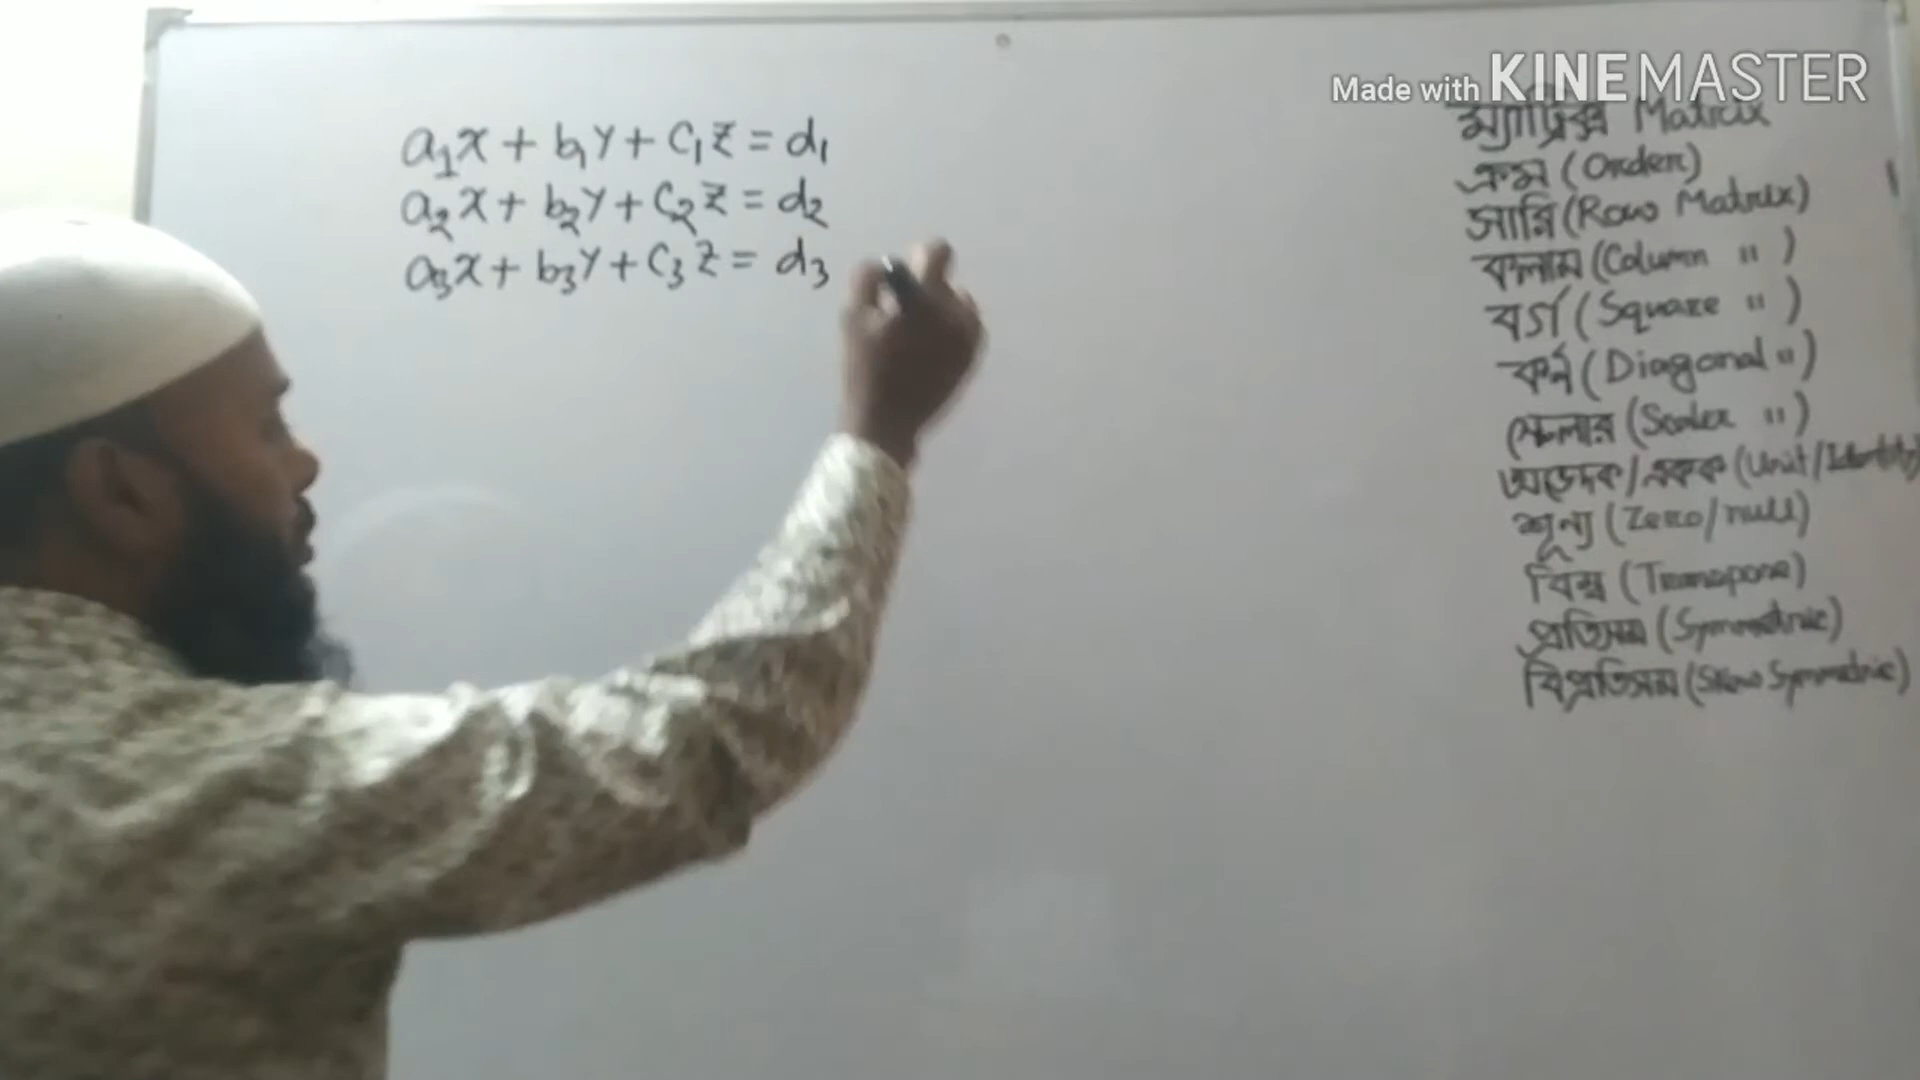 Made with KINEMASTER
a₁x + b₁y + c₁z = d₁
a₂x + b₂y + c₂z = d₂
a₃x + b₃y + c₃z = d₃
ম্যাট্রিক্স Matrix
ক্রম (Order)
সারি (Row Matrix)
কলাম (Column " )
বর্গ (Square " )
কর্ন (Diagonal " )
স্কেলার (Scaler " )
অভেদক/একক (Unit/Identity)
শূন্য (Zero/null)
বিম্ব (Transpose)
প্রতিসম (Symmetric)
বিপ্রতিসম (Skew Symmetric)